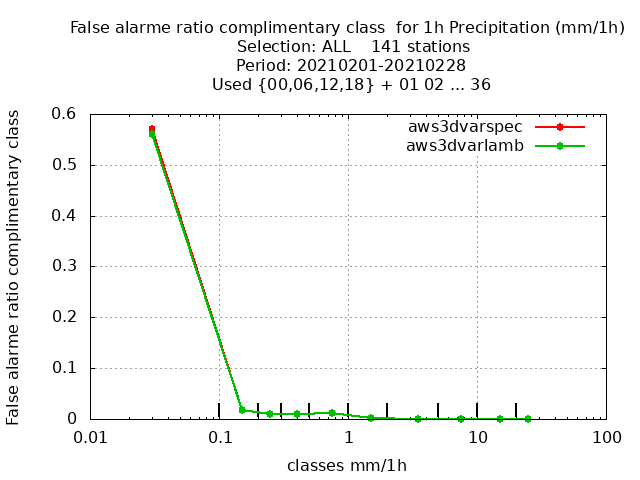 False alarme ratio complimentary class  for 1h Precipitation (mm/1h)
Selection: ALL    141 stations
Period: 20210201-20210228
Used {00,06,12,18} + 01 02 ... 36
aws3dvarspec
aws3dvarlamb
False alarme ratio complimentary class
0.6
0.5
0.4
0.3
0.2
0.1
0
0.01
0.1
1
10
100
classes mm/1h